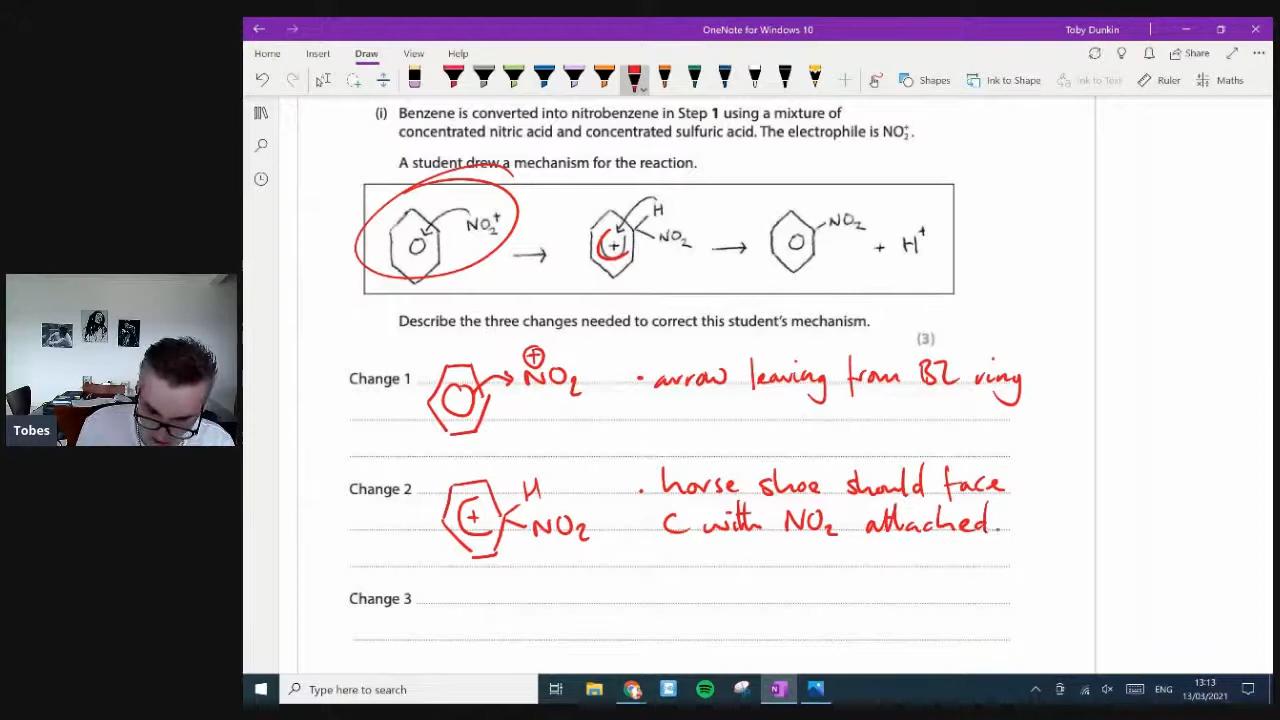 OneNote for Windows 10
Toby Dunkin
Home Insert Draw View Help
Share
Shapes Ink to Shape Ink to Text Ruler Maths
(i) Benzene is converted into nitrobenzene in Step 1 using a mixture of
concentrated nitric acid and concentrated sulfuric acid. The electrophile is NO₂⁺.
A student drew a mechanism for the reaction.
NO₂⁺
H
+
NO₂
NO₂
+ H⁺
Describe the three changes needed to correct this student's mechanism.
(3)
Change 1
+
NO₂
· arrow leaving from BZ ring
Change 2
H
+
NO₂
· horse shoe should face
C with NO₂ attached.
Change 3
Tobes
Type here to search
ENG
13:13
13/03/2021